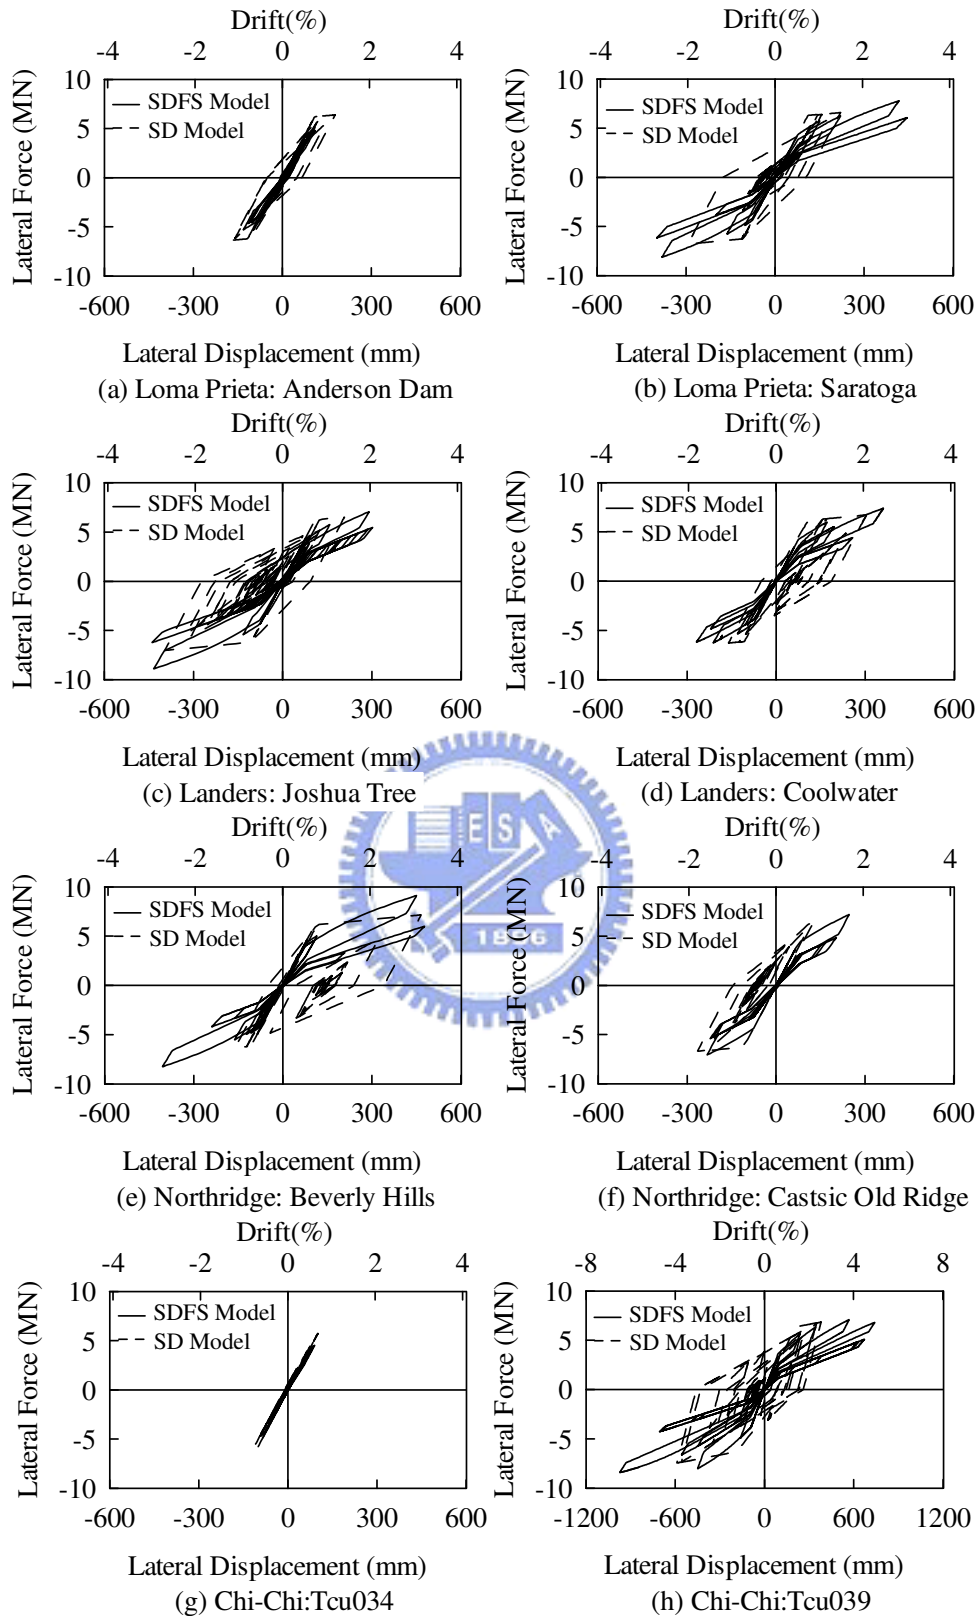 Drift(%)
-4 -2 0 2 4
10
5
0
-5
-10
Lateral Force (MN)
SDFS Model
SD Model
-600 -300 0 300 600
Lateral Displacement (mm)
(a) Loma Prieta: Anderson Dam
Drift(%)
-4 -2 0 2 4
10
5
0
-5
-10
Lateral Force (MN)
SDFS Model
SD Model
-600 -300 0 300 600
Lateral Displacement (mm)
(b) Loma Prieta: Saratoga
Drift(%)
-4 -2 0 2 4
10
5
0
-5
-10
Lateral Force (MN)
SDFS Model
SD Model
-600 -300 0 300 600
Lateral Displacement (mm)
(c) Landers: Joshua Tree
Drift(%)
-4 -2 0 2 4
10
5
0
-5
-10
Lateral Force (MN)
SDFS Model
SD Model
-600 -300 0 300 600
Lateral Displacement (mm)
(d) Landers: Coolwater
Drift(%)
-4 -2 0 2 4
10
5
0
-5
-10
Lateral Force (MN)
SDFS Model
SD Model
-600 -300 0 300 600
Lateral Displacement (mm)
(e) Northridge: Beverly Hills
E S A
1896
Drift(%)
-4 -2 0 2 4
10
5
0
-5
-10
Lateral Force (MN)
SDFS Model
SD Model
-600 -300 0 300 600
Lateral Displacement (mm)
(f) Northridge: Castsic Old Ridge
Drift(%)
-4 -2 0 2 4
10
5
0
-5
-10
Lateral Force (MN)
SDFS Model
SD Model
-600 -300 0 300 600
Lateral Displacement (mm)
(g) Chi-Chi:Tcu034
Drift(%)
-8 -4 0 4 8
10
5
0
-5
-10
Lateral Force (MN)
SDFS Model
SD Model
-1200 -600 0 600 1200
Lateral Displacement (mm)
(h) Chi-Chi:Tcu039